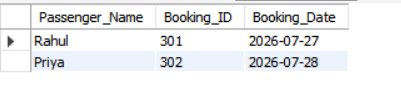 Passenger_Name Booking_ID Booking_Date
Rahul 301 2026-07-27
Priya 302 2026-07-28